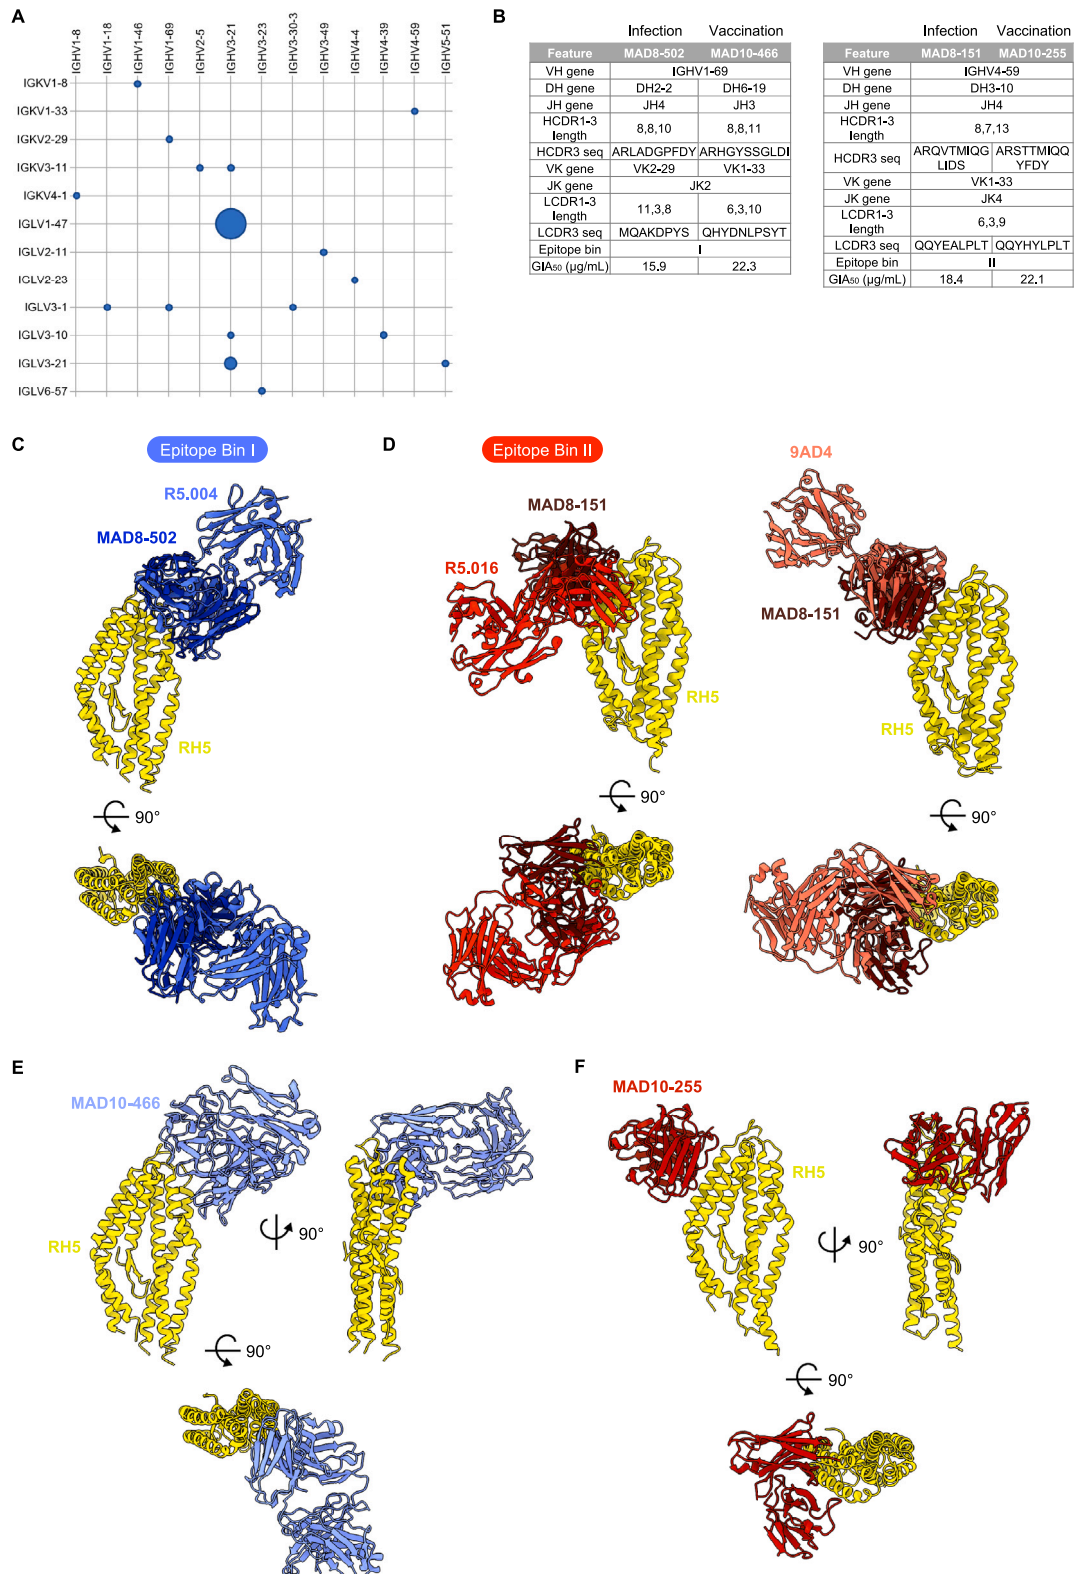 A
IGHV1-8
IGHV1-18
IGHV1-46
IGHV1-69
IGHV2-5
IGHV3-21
IGHV3-23
IGHV3-30-3
IGHV3-49
IGHV4-4
IGHV4-39
IGHV4-59
IGHV5-51
IGKV1-8
IGKV1-33
IGKV2-29
IGKV3-11
IGKV4-1
IGLV1-47
IGLV2-11
IGLV2-23
IGLV3-1
IGLV3-10
IGLV3-21
IGLV6-57
B
Infection Vaccination
Feature MAD8-502 MAD10-466
VH gene IGHV1-69
DH gene DH2-2 DH6-19
JH gene JH4 JH3
HCDR1-3
length 8,8,10 8,8,11
HCDR3 seq ARLADGPFDY ARHGYSSGLDI
VK gene VK2-29 VK1-33
JK gene JK2
LCDR1-3
length 11,3,8 6,3,10
LCDR3 seq MQAKDPYS QHYDNLPSYT
Epitope bin I
GIA₅₀ (µg/mL) 15.9 22.3
Infection Vaccination
Feature MAD8-151 MAD10-255
VH gene IGHV4-59
DH gene DH3-10
JH gene JH4
HCDR1-3
length 8,7,13
HCDR3 seq ARQVTMIQG ARSTTMIQQ
LIDS YFDY
VK gene VK1-33
JK gene JK4
LCDR1-3
length 6,3,9
LCDR3 seq QQYEALPLT QQYHYLPLT
Epitope bin II
GIA₅₀ (µg/mL) 18.4 22.1
C
Epitope Bin I
R5.004
MAD8-502
RH5
90°
D
Epitope Bin II
MAD8-151
R5.016
RH5
90°
9AD4
MAD8-151
RH5
90°
E
MAD10-466
RH5
90°
90°
F
MAD10-255
RH5
90°
90°